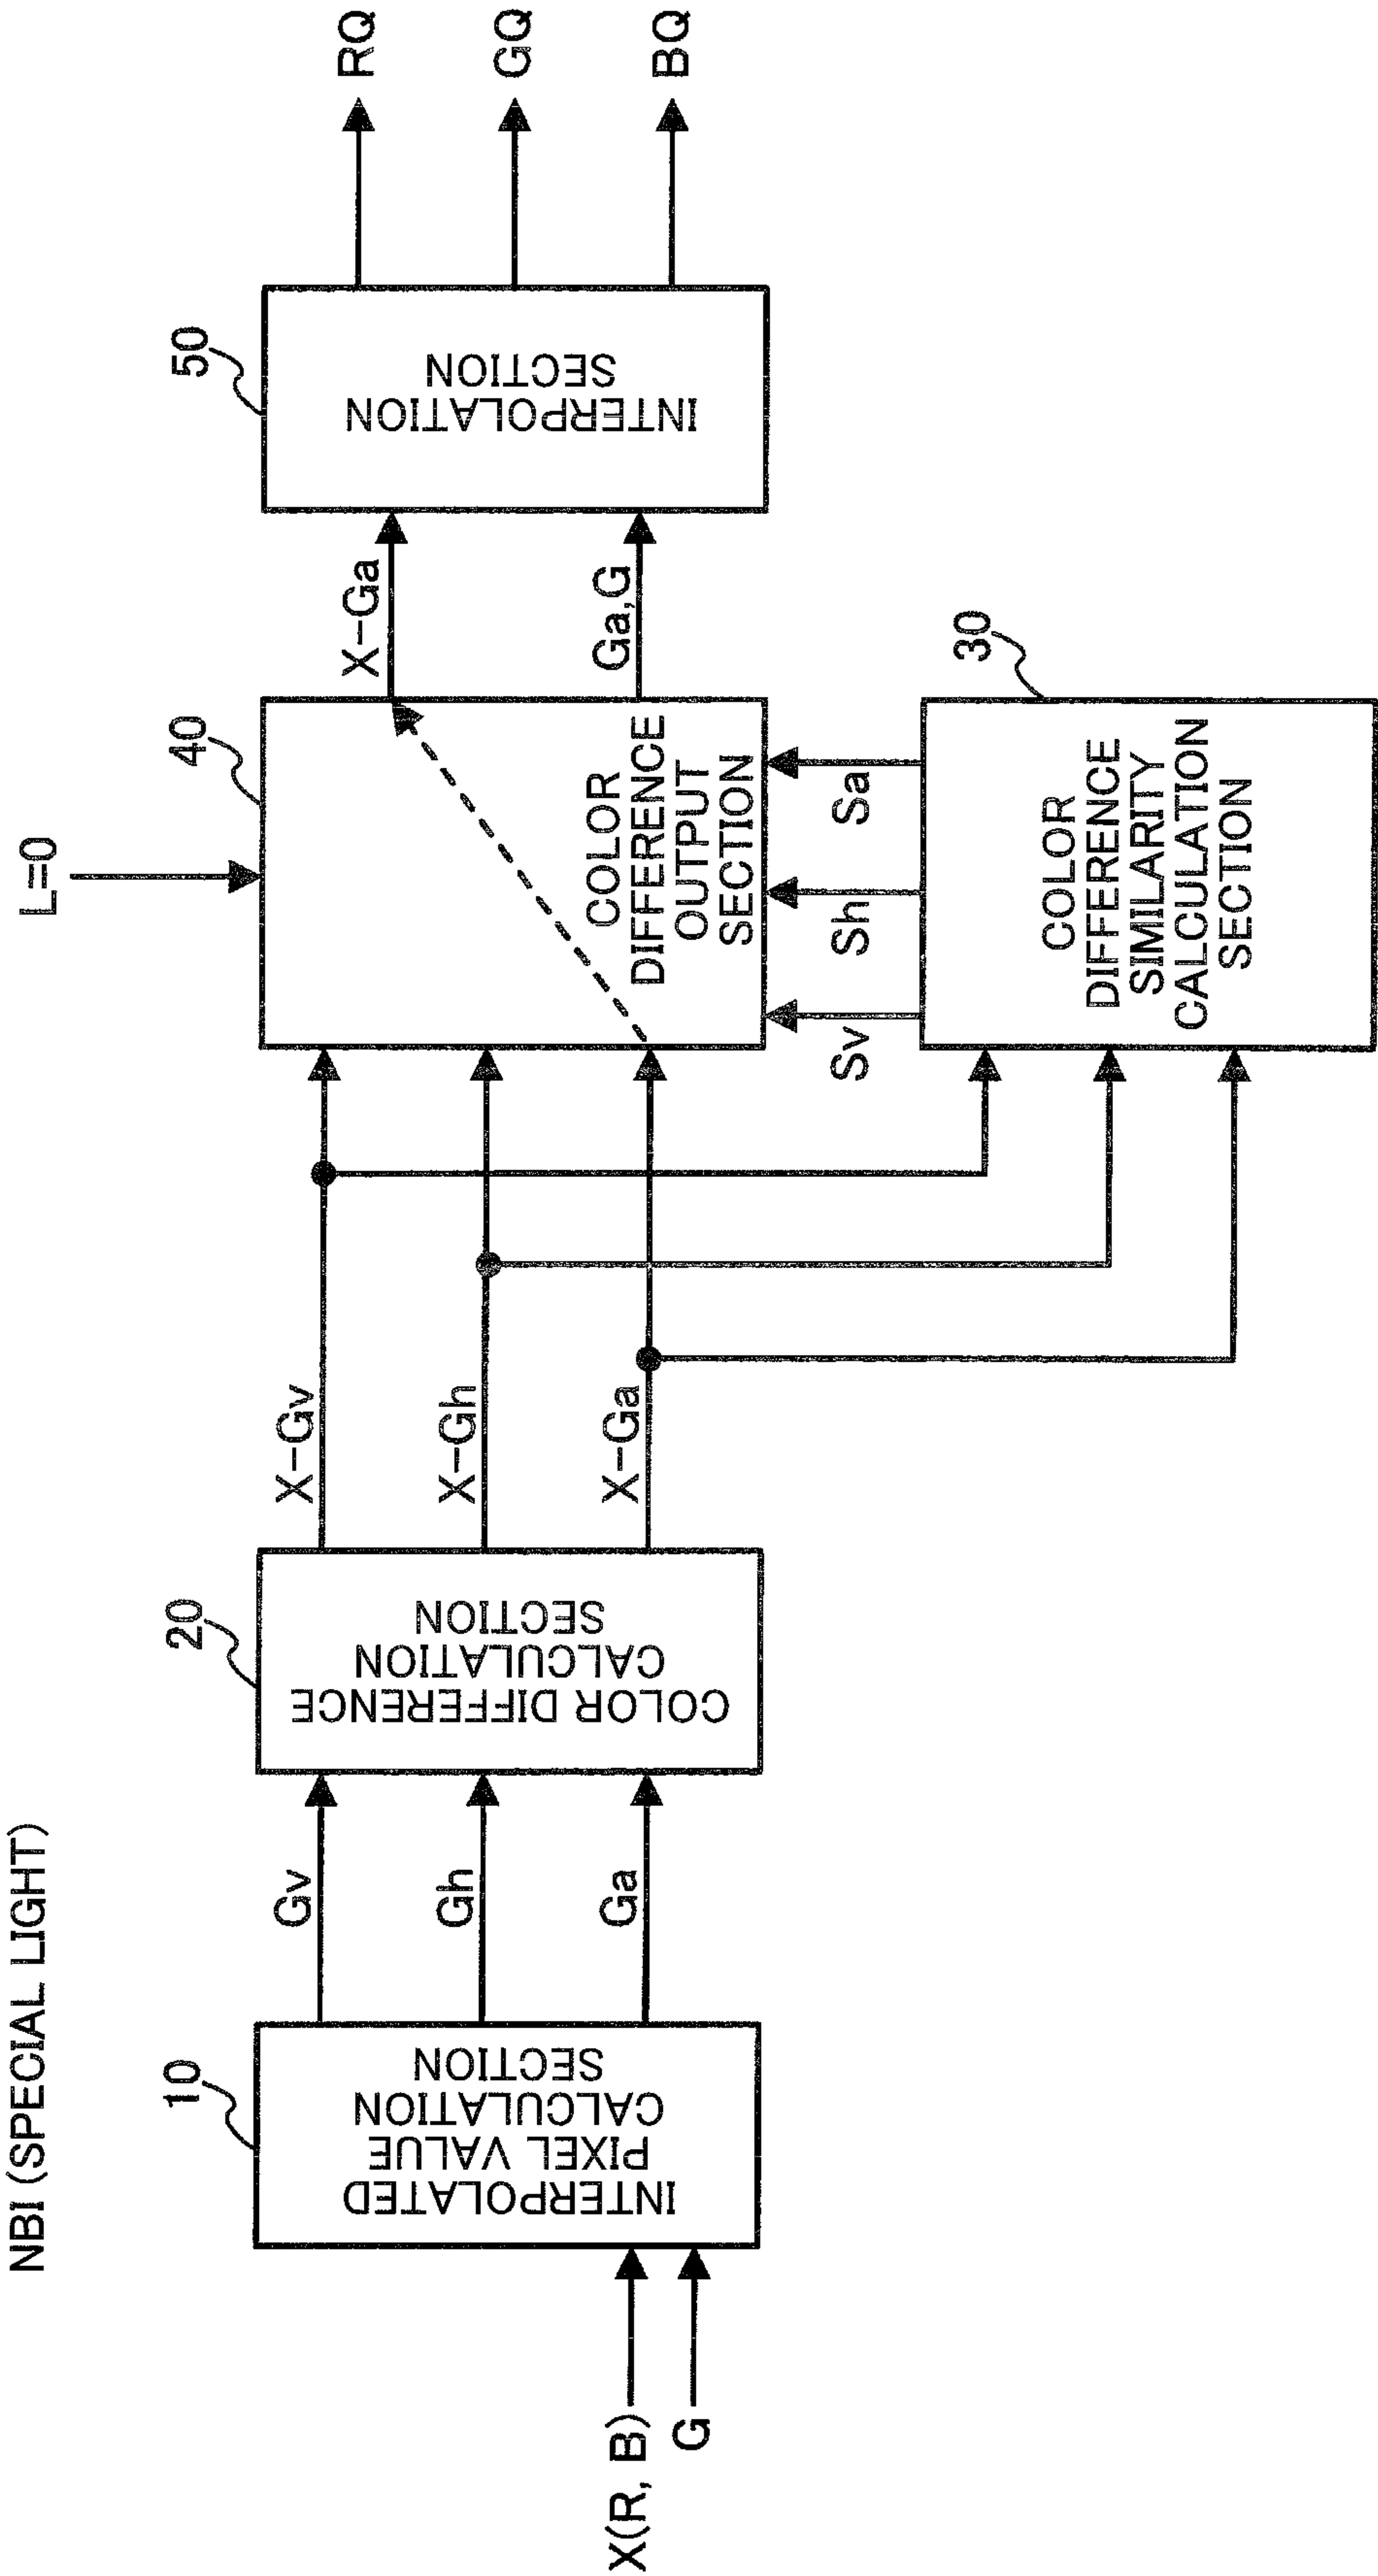 NBI (SPECIAL LIGHT)
X(R, B)
G
10
INTERPOLATED
PIXEL VALUE
CALCULATION
SECTION
Gv
Gh
Ga
20
COLOR DIFFERENCE
CALCULATION
SECTION
X-Gv
X-Gh
X-Ga
L=0
40
COLOR
DIFFERENCE
OUTPUT
SECTION
Sv
Sh
Sa
30
COLOR
DIFFERENCE
SIMILARITY
CALCULATION
SECTION
X-Ga
Ga,G
50
INTERPOLATION
SECTION
RQ
GQ
BQ